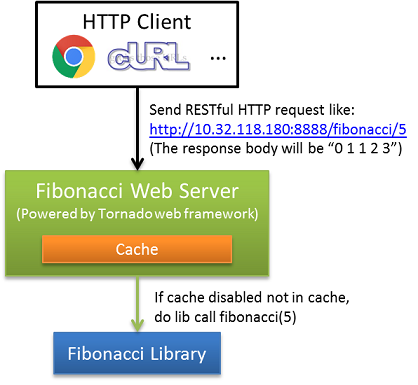 HTTP Client
cURL ...
Send RESTful HTTP request like:
http://10.32.118.180:8888/fibonacci/5
(The response body will be “0 1 1 2 3”)
Fibonacci Web Server
(Powered by Tornado web framework)
Cache
If cache disabled not in cache,
do lib call fibonacci(5)
Fibonacci Library